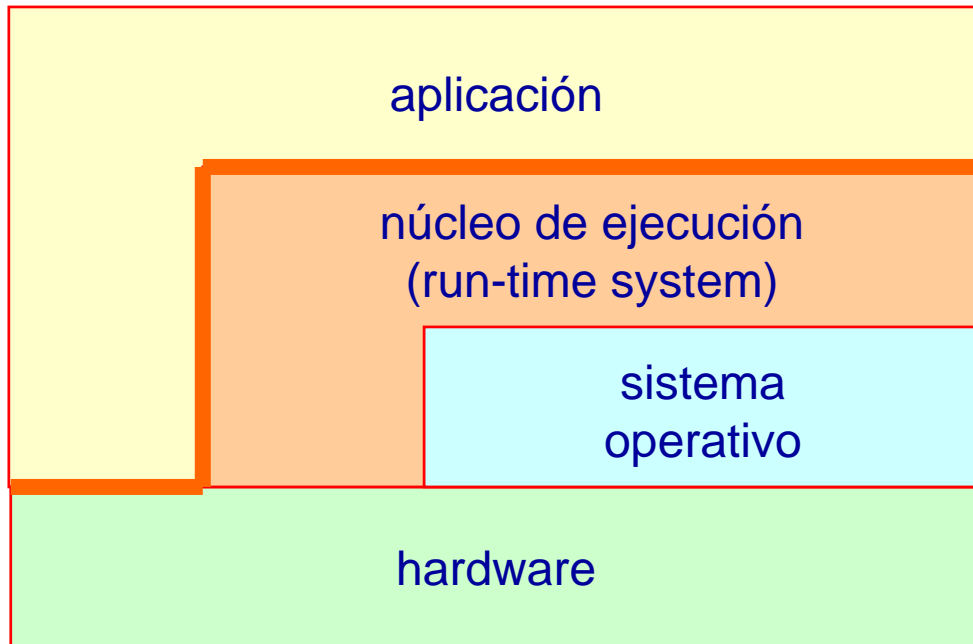 aplicación
núcleo de ejecución
(run-time system)
sistema
operativo
hardware